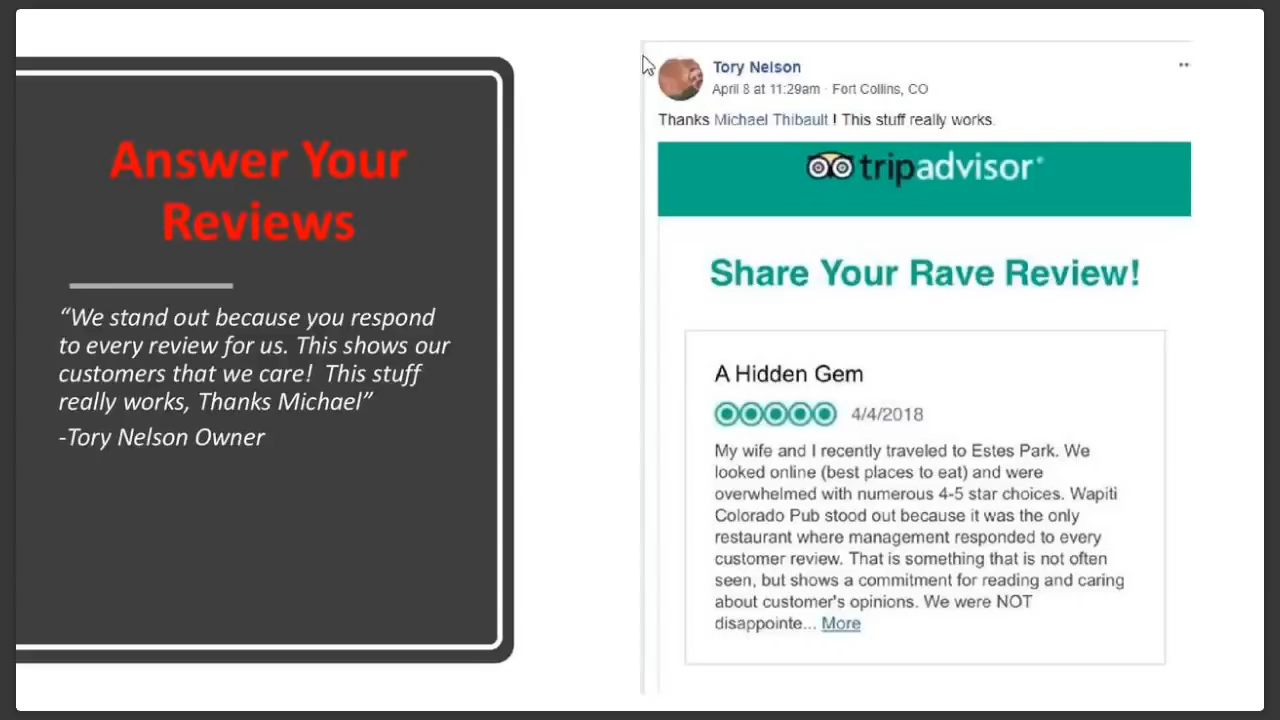 Answer Your
Reviews
“We stand out because you respond
to every review for us. This shows our
customers that we care!  This stuff
really works, Thanks Michael”
-Tory Nelson Owner
Tory Nelson
April 8 at 11:29am · Fort Collins, CO
Thanks Michael Thibault ! This stuff really works.
tripadvisor®
Share Your Rave Review!
A Hidden Gem
4/4/2018
My wife and I recently traveled to Estes Park. We
looked online (best places to eat) and were
overwhelmed with numerous 4-5 star choices. Wapiti
Colorado Pub stood out because it was the only
restaurant where management responded to every
customer review. That is something that is not often
seen, but shows a commitment for reading and caring
about customer's opinions. We were NOT
disappointe... More